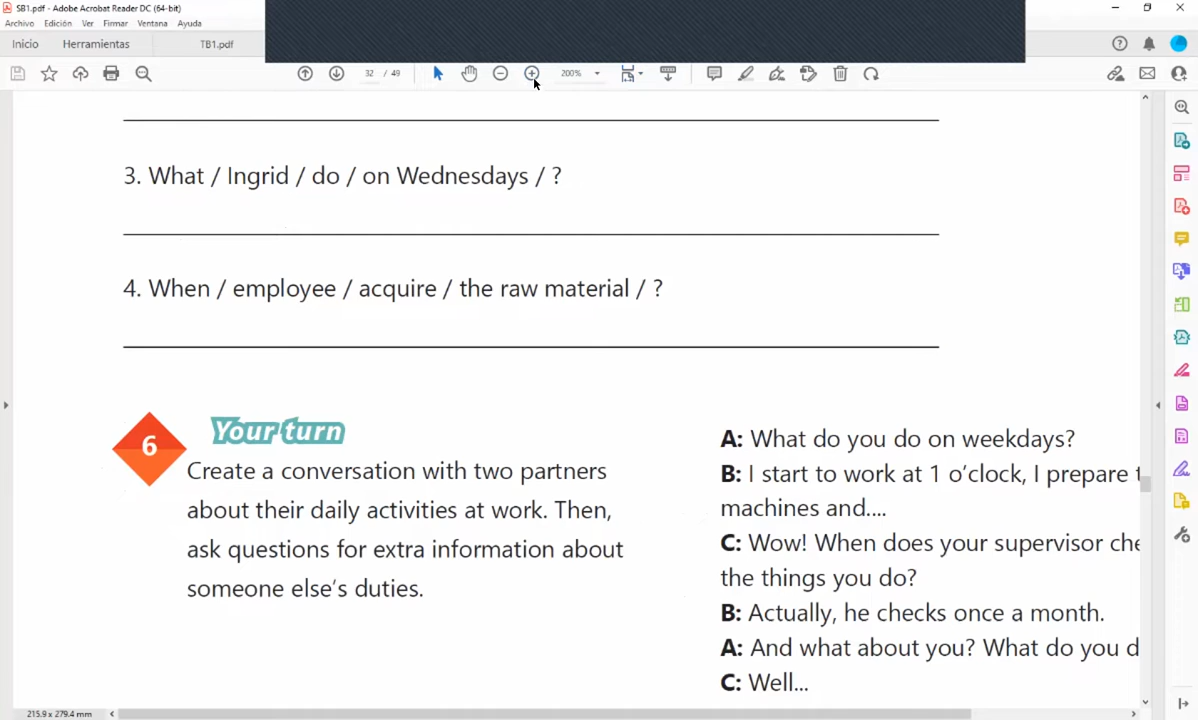 SB1.pdf - Adobe Acrobat Reader DC (64-bit)
Archivo Edición Ver Firmar Ventana Ayuda
Inicio Herramientas TB1.pdf
32 / 49 200%
3. What / Ingrid / do / on Wednesdays / ?
4. When / employee / acquire / the raw material / ?
6 Your turn
Create a conversation with two partners
about their daily activities at work. Then,
ask questions for extra information about
someone else's duties.
A: What do you do on weekdays?
B: I start to work at 1 o'clock, I prepare t
machines and....
C: Wow! When does your supervisor che
the things you do?
B: Actually, he checks once a month.
A: And what about you? What do you d
C: Well...
215.9 x 279.4 mm